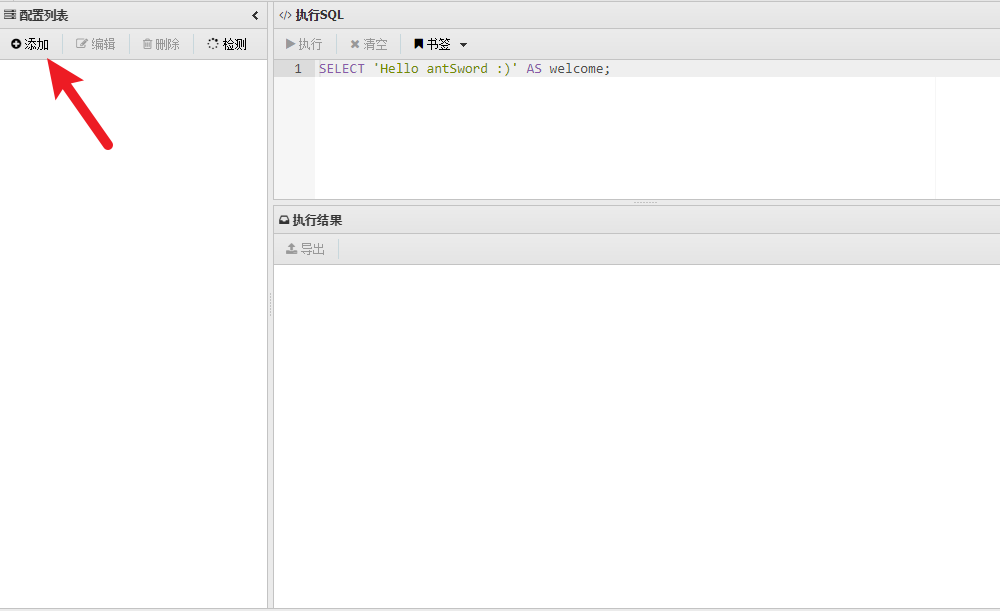 配置列表
添加 编辑 删除 检测
执行SQL
执行 清空 书签
1 SELECT 'Hello antSword :)' AS welcome;
执行结果
导出